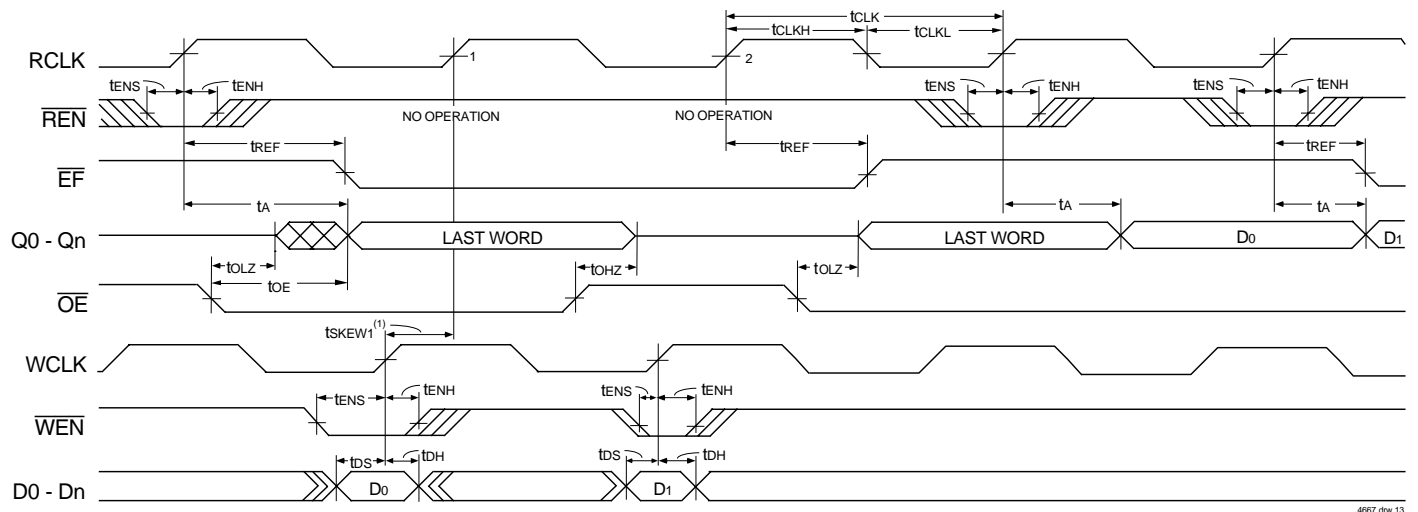 tCLK
tCLKH tCLKL
RCLK 1 2
tENS tENH tENS tENH tENS tENH
REN NO OPERATION NO OPERATION
tREF tREF tREF
EF
tA tA tA
Q0 - Qn LAST WORD LAST WORD D0 D1
tOLZ tOHZ tOLZ
tOE
OE
tSKEW1(1)
WCLK
tENS tENH tENS tENH
WEN
tDS tDH tDS tDH
D0 - Dn D0 D1
4667 drw 13